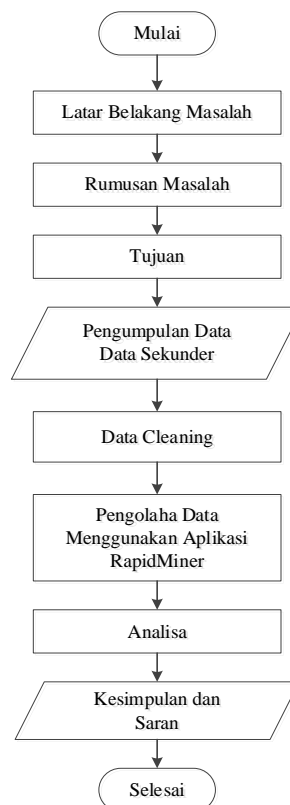 Mulai
Latar Belakang Masalah
Rumusan Masalah
Tujuan
Pengumpulan Data
Data Sekunder
Data Cleaning
Pengolaha Data
Menggunakan Aplikasi
RapidMiner
Analisa
Kesimpulan dan
Saran
Selesai